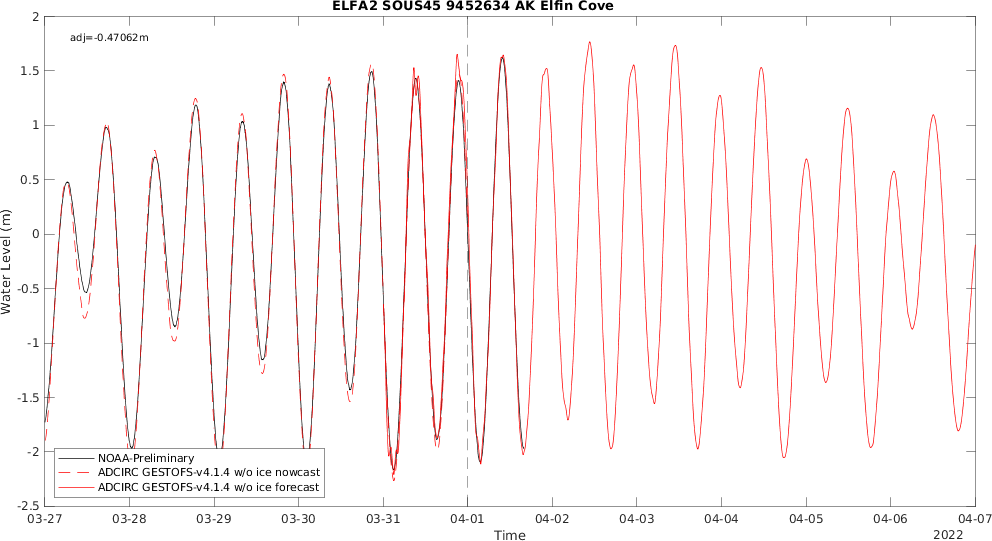 ELFA2 SOUS45 9452634 AK Elfin Cove
adj=-0.47062m
2
1.5
1
0.5
0
-0.5
-1
-1.5
-2
-2.5
Water Level (m)
NOAA-Preliminary
ADCIRC GESTOFS-v4.1.4 w/o ice nowcast
ADCIRC GESTOFS-v4.1.4 w/o ice forecast
03-27 03-28 03-29 03-30 03-31 04-01 04-02 04-03 04-04 04-05 04-06 04-07
Time
2022